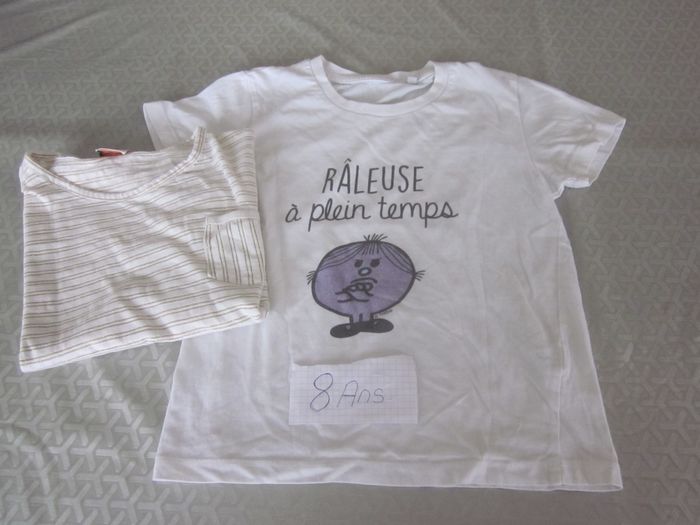 RÂLEUSE
à plein temps
8 Ans